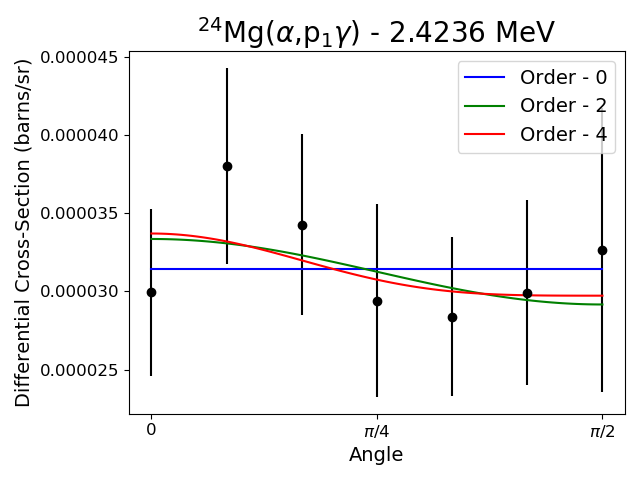 ²⁴Mg(α,p₁γ) - 2.4236 MeV
Differential Cross-Section (barns/sr)
0.000045
0.000040
0.000035
0.000030
0.000025
Order - 0
Order - 2
Order - 4
0
π/4
π/2
Angle